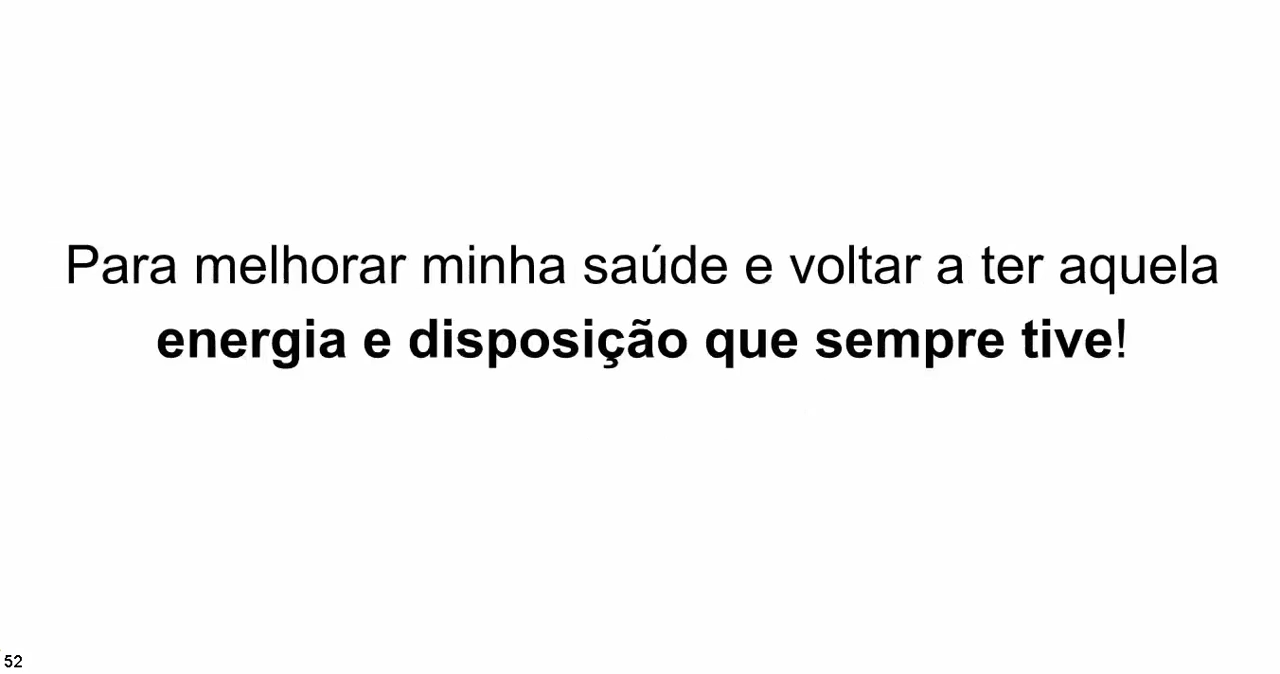 Para melhorar minha saúde e voltar a ter aquela
energia e disposição que sempre tive!
52